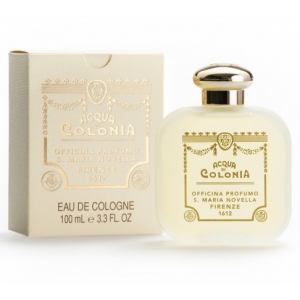 ACQUA
COLONIA
OFFICINA PROFUMO
S. MARIA NOVELLA
FIRENZE
1612
EAU DE COLOGNE
100 mL e 3.3 FL. OZ
ACQUA
COLONIA
OFFICINA PROFUMO
S. MARIA NOVELLA
FIRENZE
1612